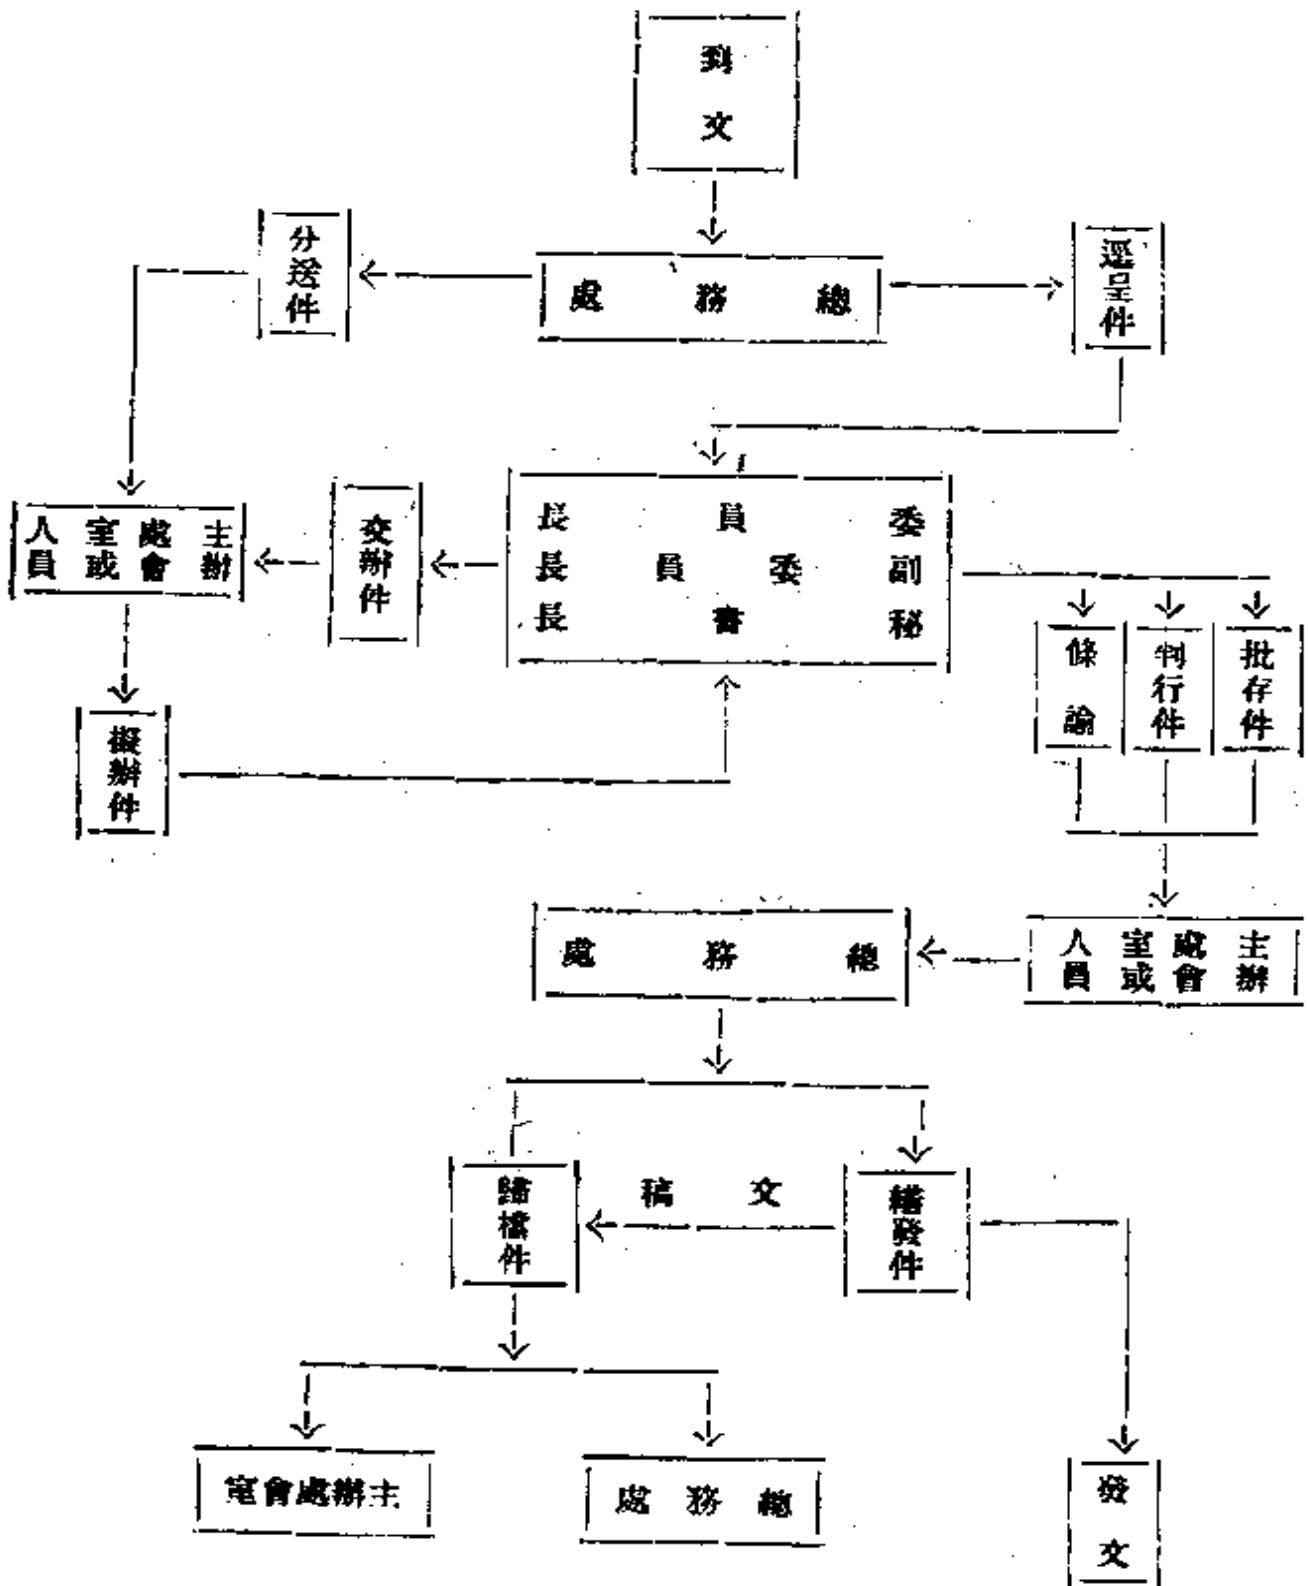 到文
總務處
分送件
逕呈件
委員長
副委員長
秘書長
交辦件
主辦處會室或人員
擬辦件
條諭
判行件
批存件
主辦處會室或人員
總務處
歸檔件
文稿
繕發件
主辦處會室
總務處
發文